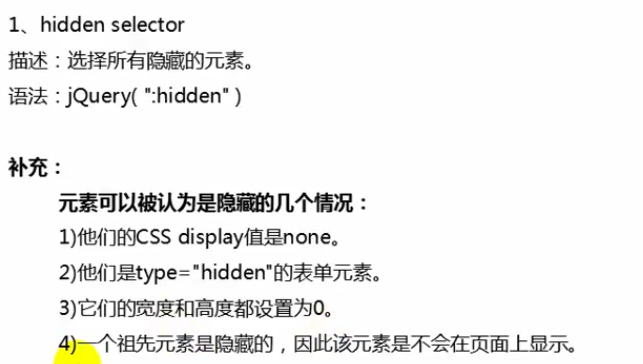 1、hidden selector
描述：选择所有隐藏的元素。
语法：jQuery( ":hidden" )
补充：
元素可以被认为是隐藏的几个情况：
1)他们的CSS display值是none。
2)他们是type="hidden"的表单元素。
3)它们的宽度和高度都设置为0。
4)一个祖先元素是隐藏的，因此该元素是不会在页面上显示。